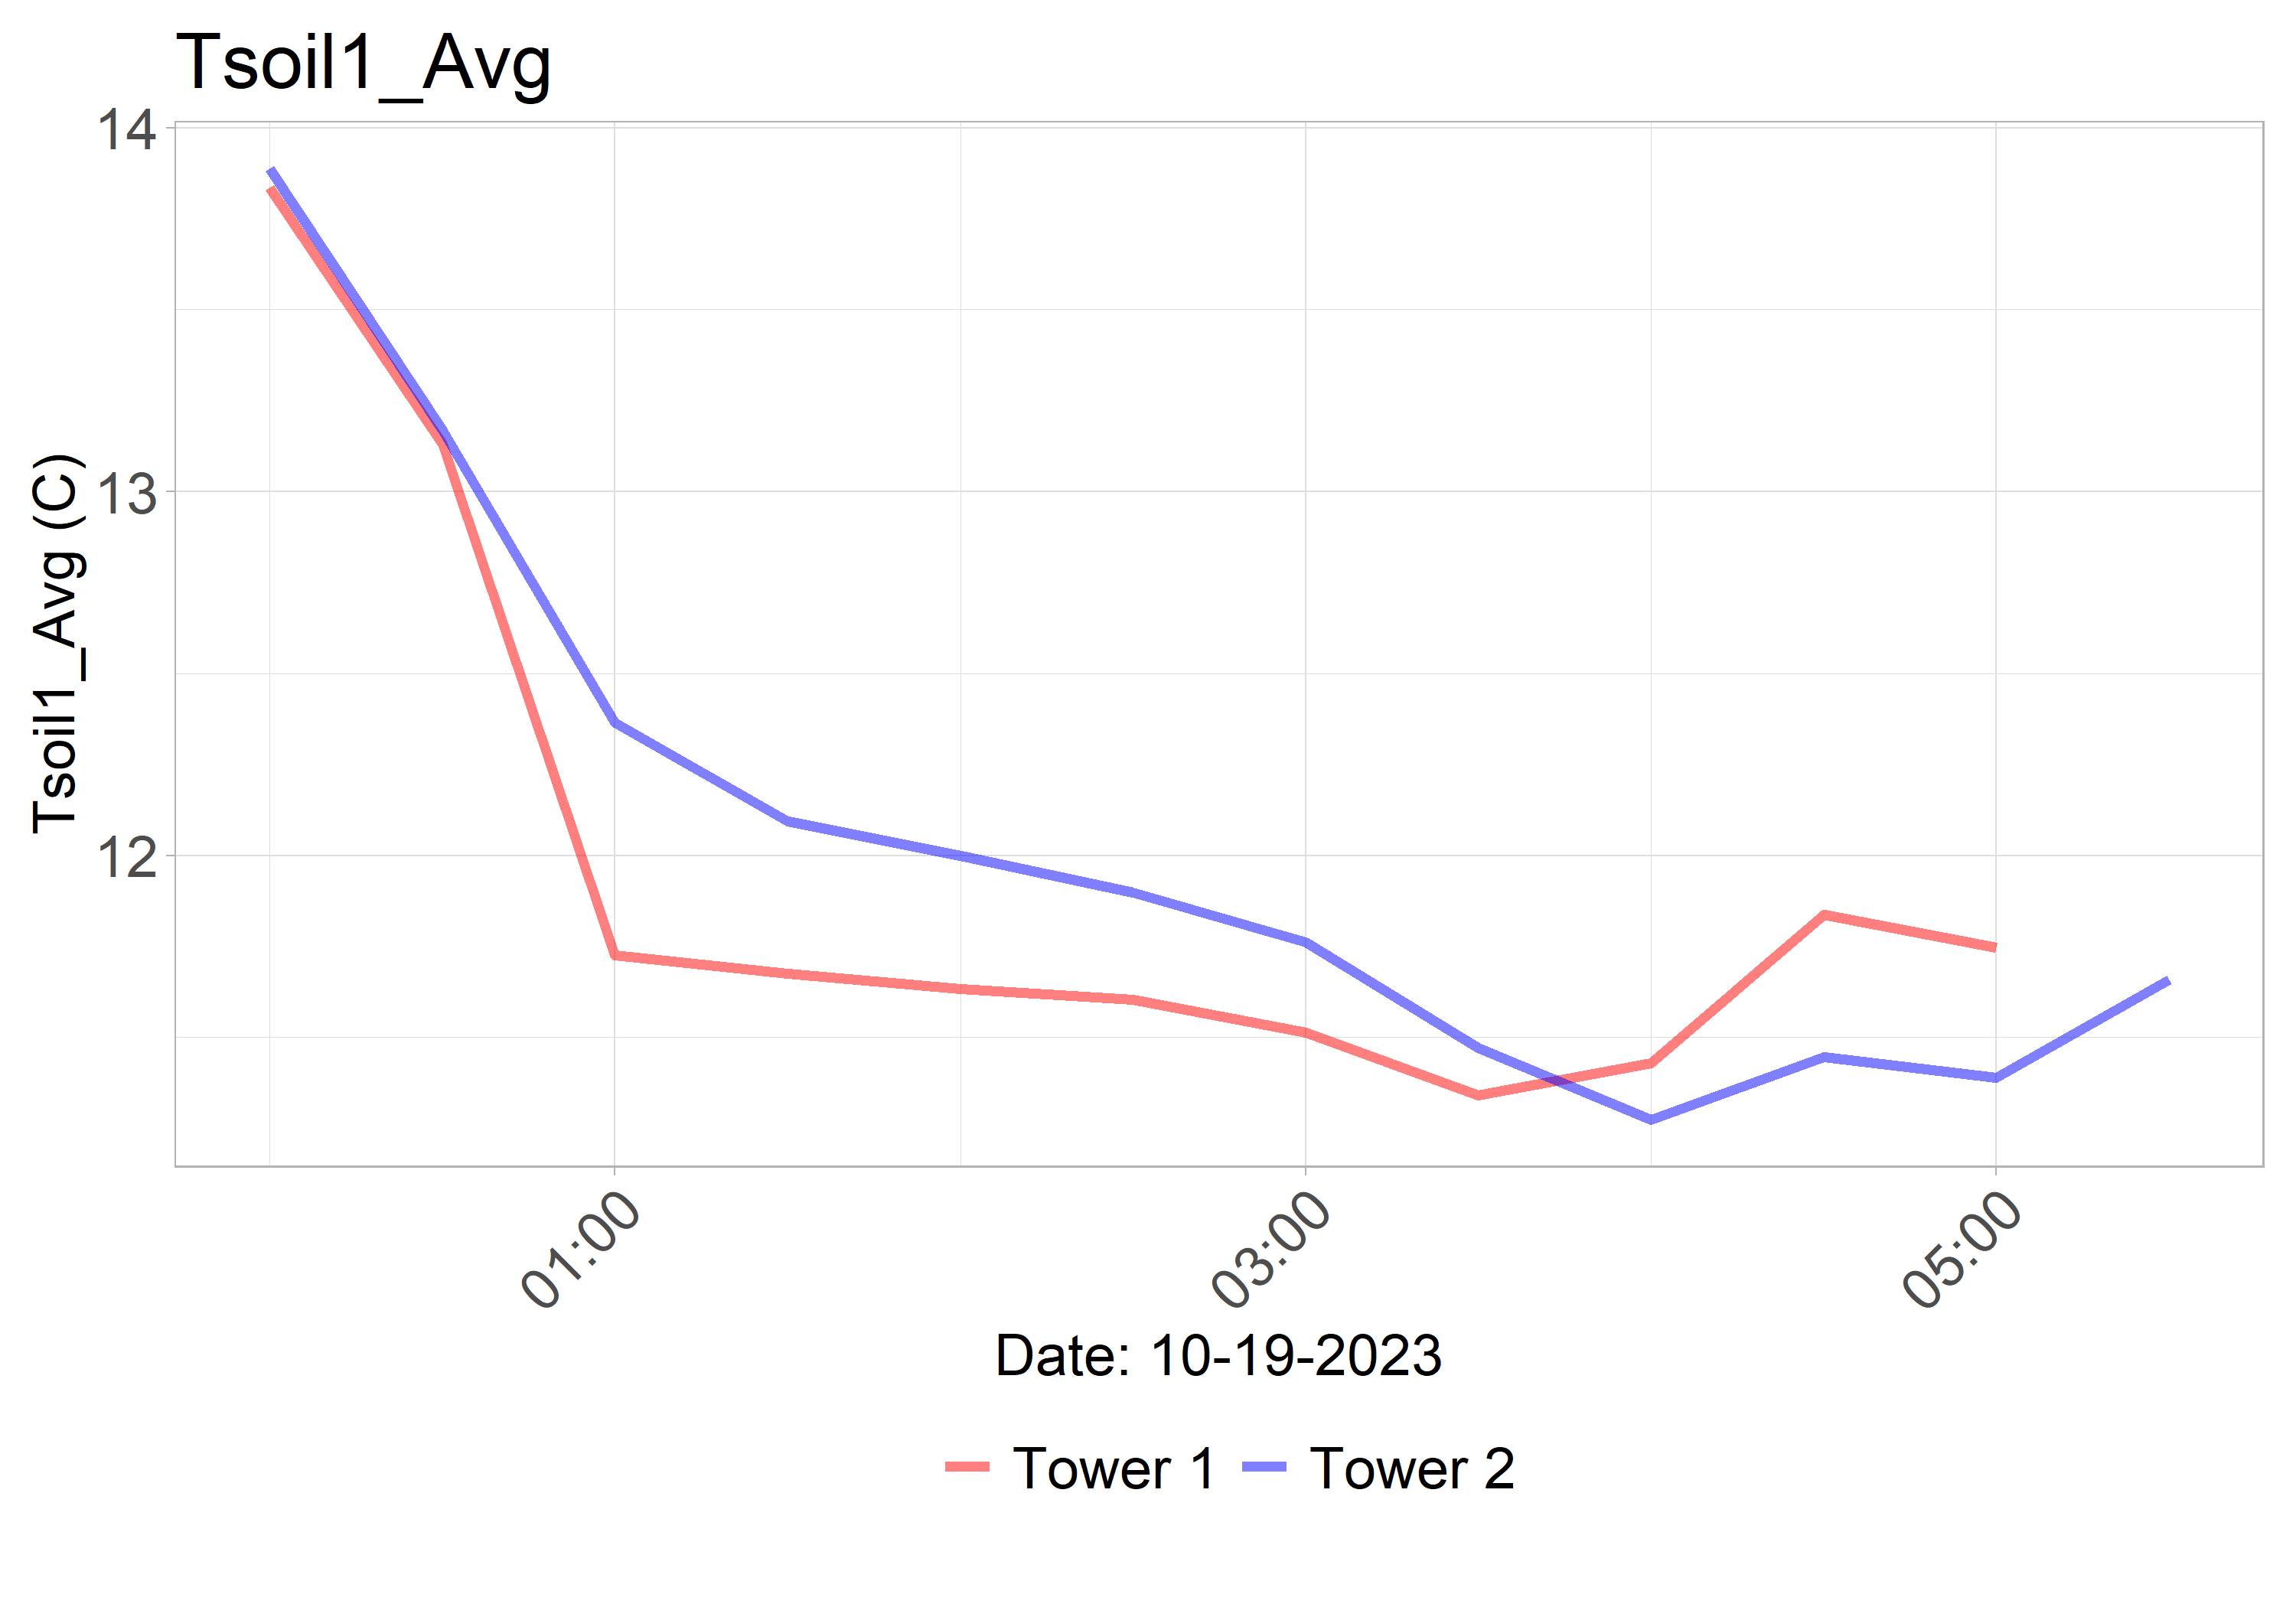 Tsoil1_Avg
Tsoil1_Avg (C)
14
13
12
01:00
03:00
05:00
Date: 10-19-2023
Tower 1
Tower 2